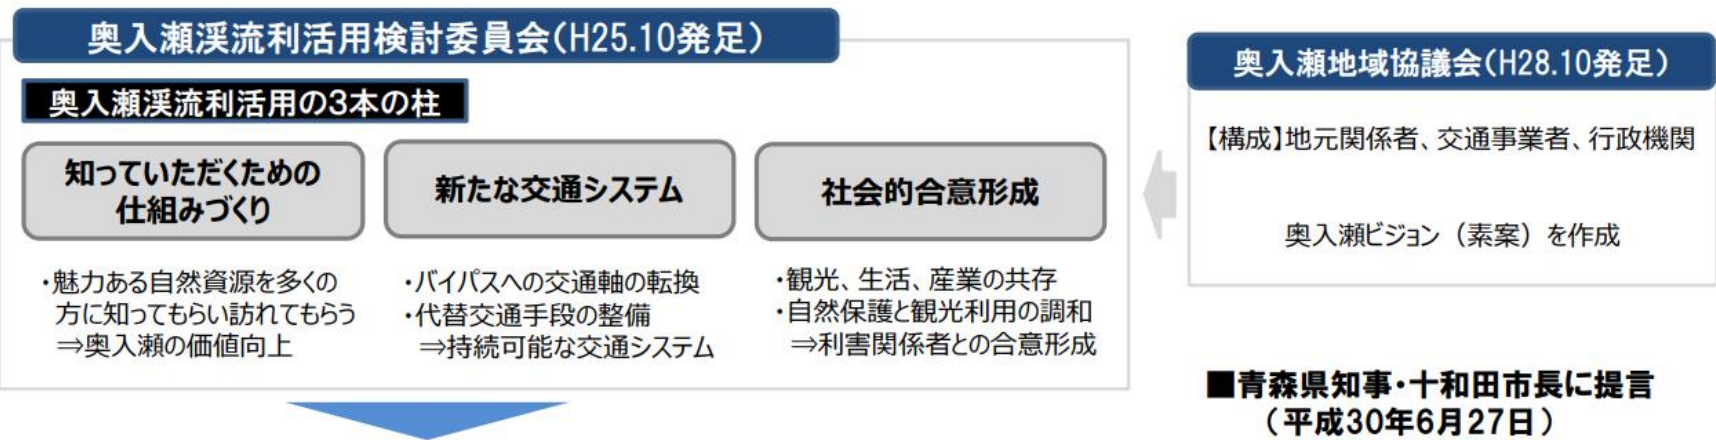 奥入瀬渓流利活用検討委員会(H25.10発足)
奥入瀬渓流利活用の3本の柱
知っていただくための
仕組みづくり
・魅力ある自然資源を多くの
方に知ってもらい訪れてもらう
⇒奥入瀬の価値向上
新たな交通システム
・バイパスへの交通軸の転換
・代替交通手段の整備
⇒持続可能な交通システム
社会的合意形成
・観光、生活、産業の共存
・自然保護と観光利用の調和
⇒利害関係者との合意形成
奥入瀬地域協議会(H28.10発足)
【構成】地元関係者、交通事業者、行政機関
奥入瀬ビジョン（素案）を作成
■青森県知事・十和田市長に提言
（平成30年6月27日）